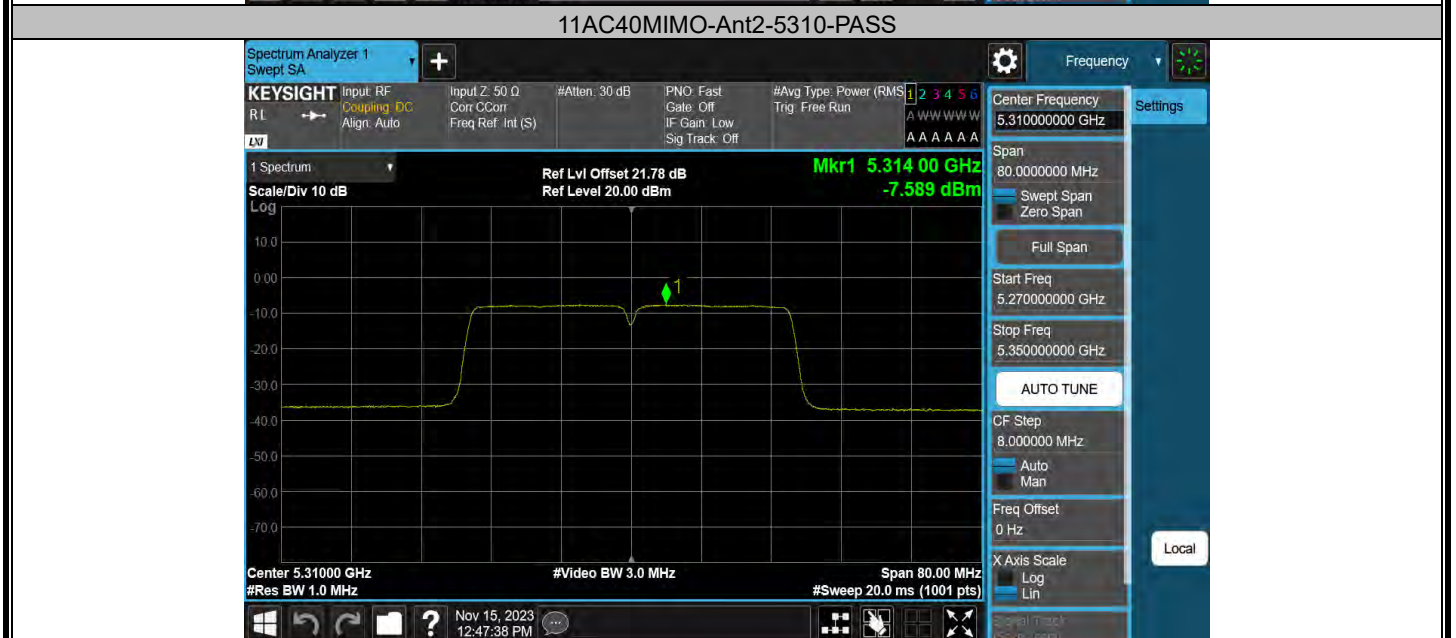 11AC40MIMO-Ant2-5310-PASS
Spectrum Analyzer 1
Swept SA
+
Frequency
KEYSIGHT
RL
LXI
Input: RF
Coupling: DC
Align: Auto
Input Z: 50 Ω
Corr CCorr
Freq Ref: Int (S)
#Atten: 30 dB
PNO: Fast
Gate: Off
IF Gain: Low
Sig Track: Off
#Avg Type: Power (RMS
Trig: Free Run
1 2 3 4 5 6
A W W W W W
A A A A A A
Center Frequency
5.310000000 GHz
Settings
1 Spectrum
Scale/Div 10 dB
Log
Ref Lvl Offset 21.78 dB
Ref Level 20.00 dBm
Mkr1 5.314 00 GHz
-7.589 dBm
Span
80.0000000 MHz
Swept Span
Zero Span
Full Span
Start Freq
5.270000000 GHz
Stop Freq
5.350000000 GHz
AUTO TUNE
CF Step
8.000000 MHz
Auto
Man
Freq Offset
0 Hz
X Axis Scale
Log
Lin
Signal Track
Local
10.0
0.00
-10.0
-20.0
-30.0
-40.0
-50.0
-60.0
-70.0
1
Center 5.31000 GHz
#Res BW 1.0 MHz
#Video BW 3.0 MHz
Span 80.00 MHz
#Sweep 20.0 ms (1001 pts)
?
Nov 15, 2023
12:47:38 PM